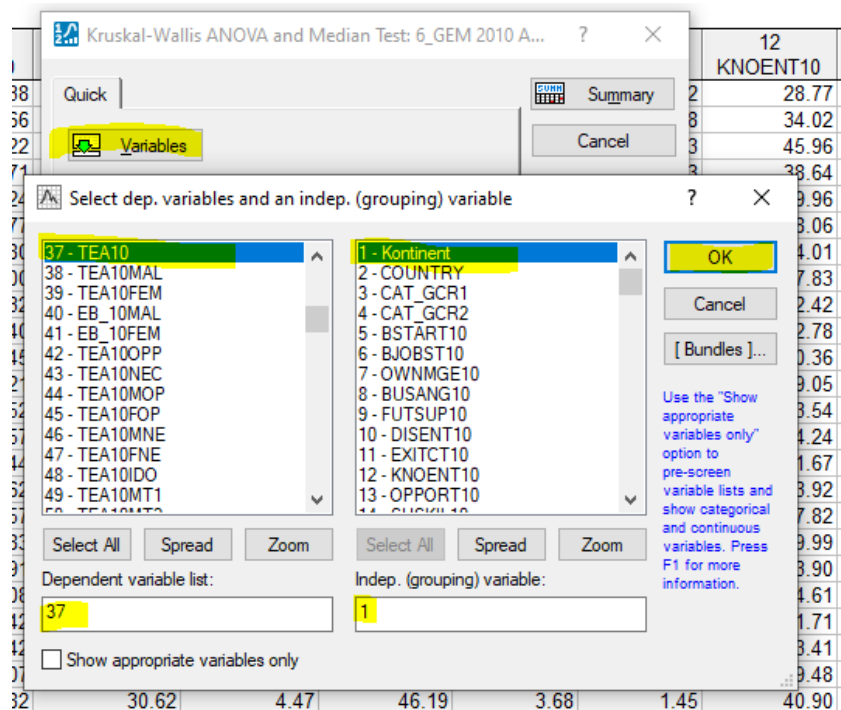 Kruskal-Wallis ANOVA and Median Test: 6_GEM 2010 A... ? ×
12
KNOENT10
Quick
SUMM Summary
Variables
Cancel
28.77
34.02
45.96
38.64
Select dep. variables and an indep. (grouping) variable ? ×
37 - TEA10
38 - TEA10MAL
39 - TEA10FEM
40 - EB_10MAL
41 - EB_10FEM
42 - TEA10OPP
43 - TEA10NEC
44 - TEA10MOP
45 - TEA10FOP
46 - TEA10MNE
47 - TEA10FNE
48 - TEA10IDO
49 - TEA10MT1
1 - Kontinent
2 - COUNTRY
3 - CAT_GCR1
4 - CAT_GCR2
5 - BSTART10
6 - BJOBST10
7 - OWNMGE10
8 - BUSANG10
9 - FUTSUP10
10 - DISENT10
11 - EXITCT10
12 - KNOENT10
13 - OPPORT10
OK
Cancel
[ Bundles ]...
Use the "Show
appropriate
variables only"
option to
pre-screen
variable lists and
show categorical
and continuous
variables. Press
F1 for more
information.
Select All Spread Zoom
Select All Spread Zoom
Dependent variable list:
Indep. (grouping) variable:
37
1
Show appropriate variables only
30.62 4.47 46.19 3.68 1.45 40.90